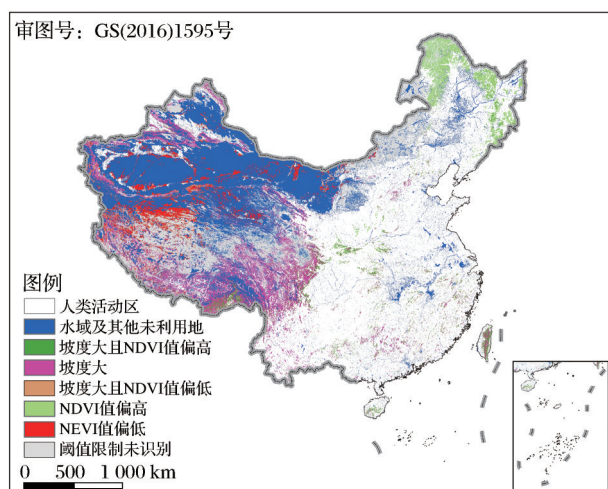 审图号：GS(2016)1595号
图例
人类活动区
水域及其他未利用地
坡度大且NDVI值偏高
坡度大
坡度大且NDVI值偏低
NDVI值偏高
NEVI值偏低
阈值限制未识别
0 500 1 000 km